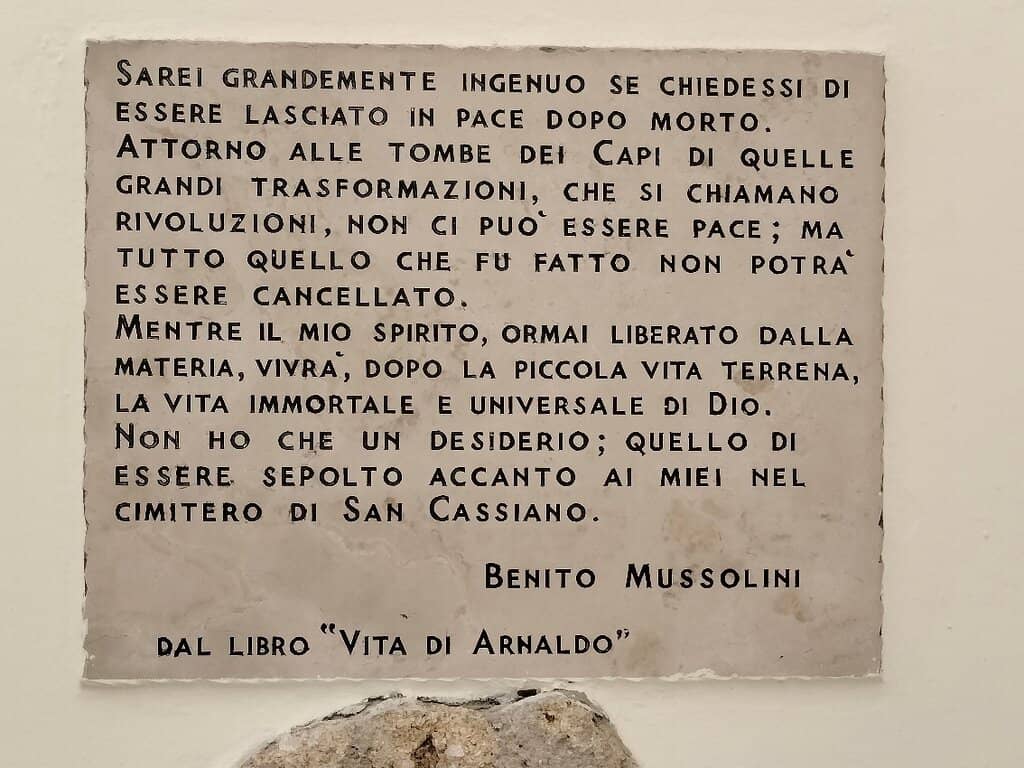 Sarei grandemente ingenuo se chiedessi di
essere lasciato in pace dopo morto.
Attorno alle tombe dei Capi di quelle
grandi trasformazioni, che si chiamano
rivoluzioni, non ci può essere pace; ma
tutto quello che fu fatto non potrà
essere cancellato.
Mentre il mio spirito, ormai liberato dalla
materia, vivrà, dopo la piccola vita terrena,
la vita immortale e universale di Dio.
Non ho che un desiderio; quello di
essere sepolto accanto ai miei nel
cimitero di San Cassiano.
Benito Mussolini
dal libro "Vita di Arnaldo"